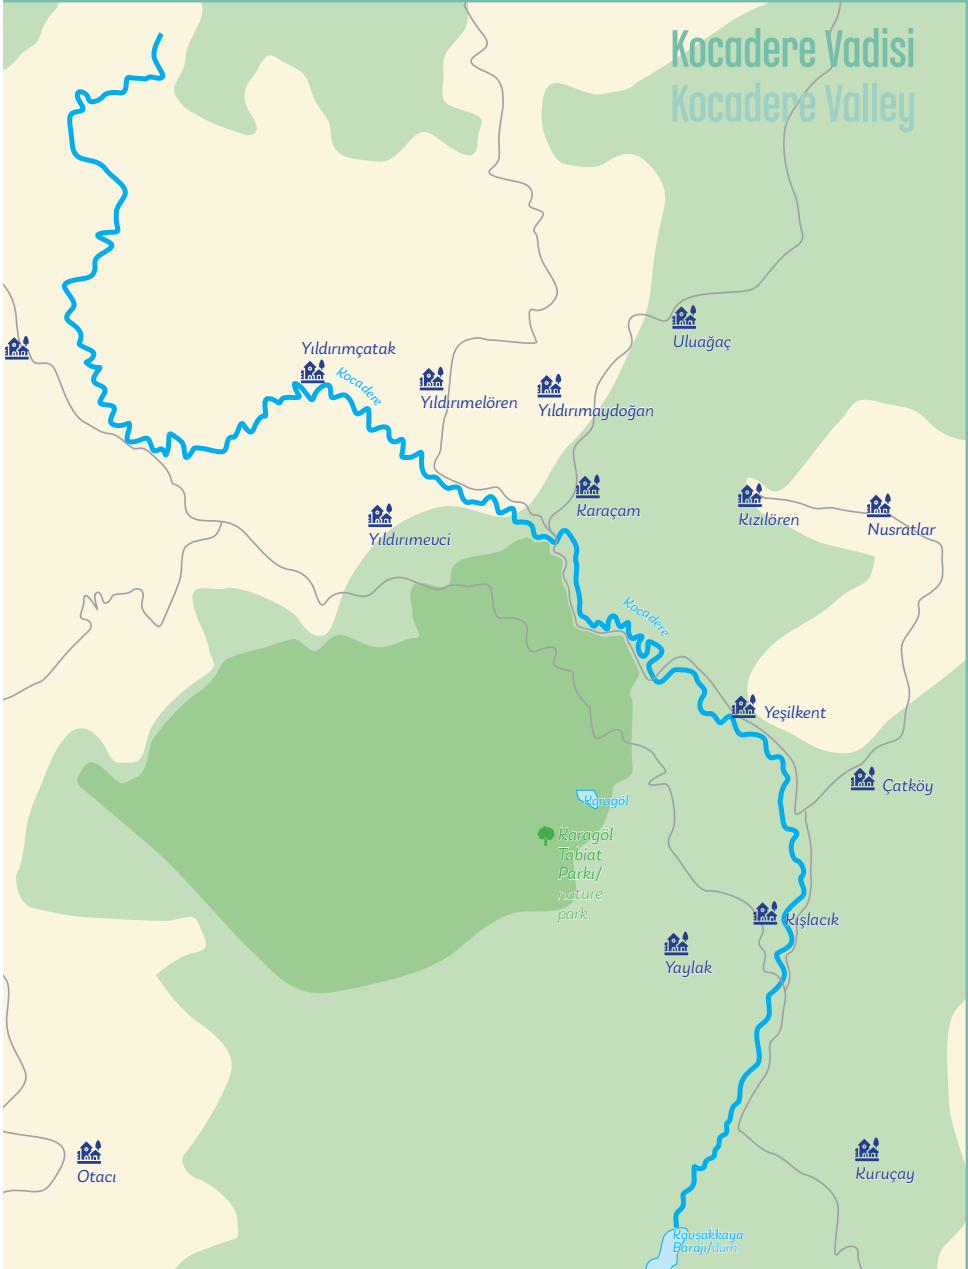 Kocadere Vadisi
Kocadere Valley
Uluağaç
Yıldırımçatak
Kocadere
Yıldırımelören
Yıldırımaydoğan
Karaçam
Kızılören
Nusratlar
Yıldırımevci
Kocadere
Yeşilkent
Çatköy
Karagöl
Karagöl
Tabiat
Parkı/
nature
park
Kışlacık
Yaylak
Otacı
Kuruçay
Kavşakkaya
Barajı/dam